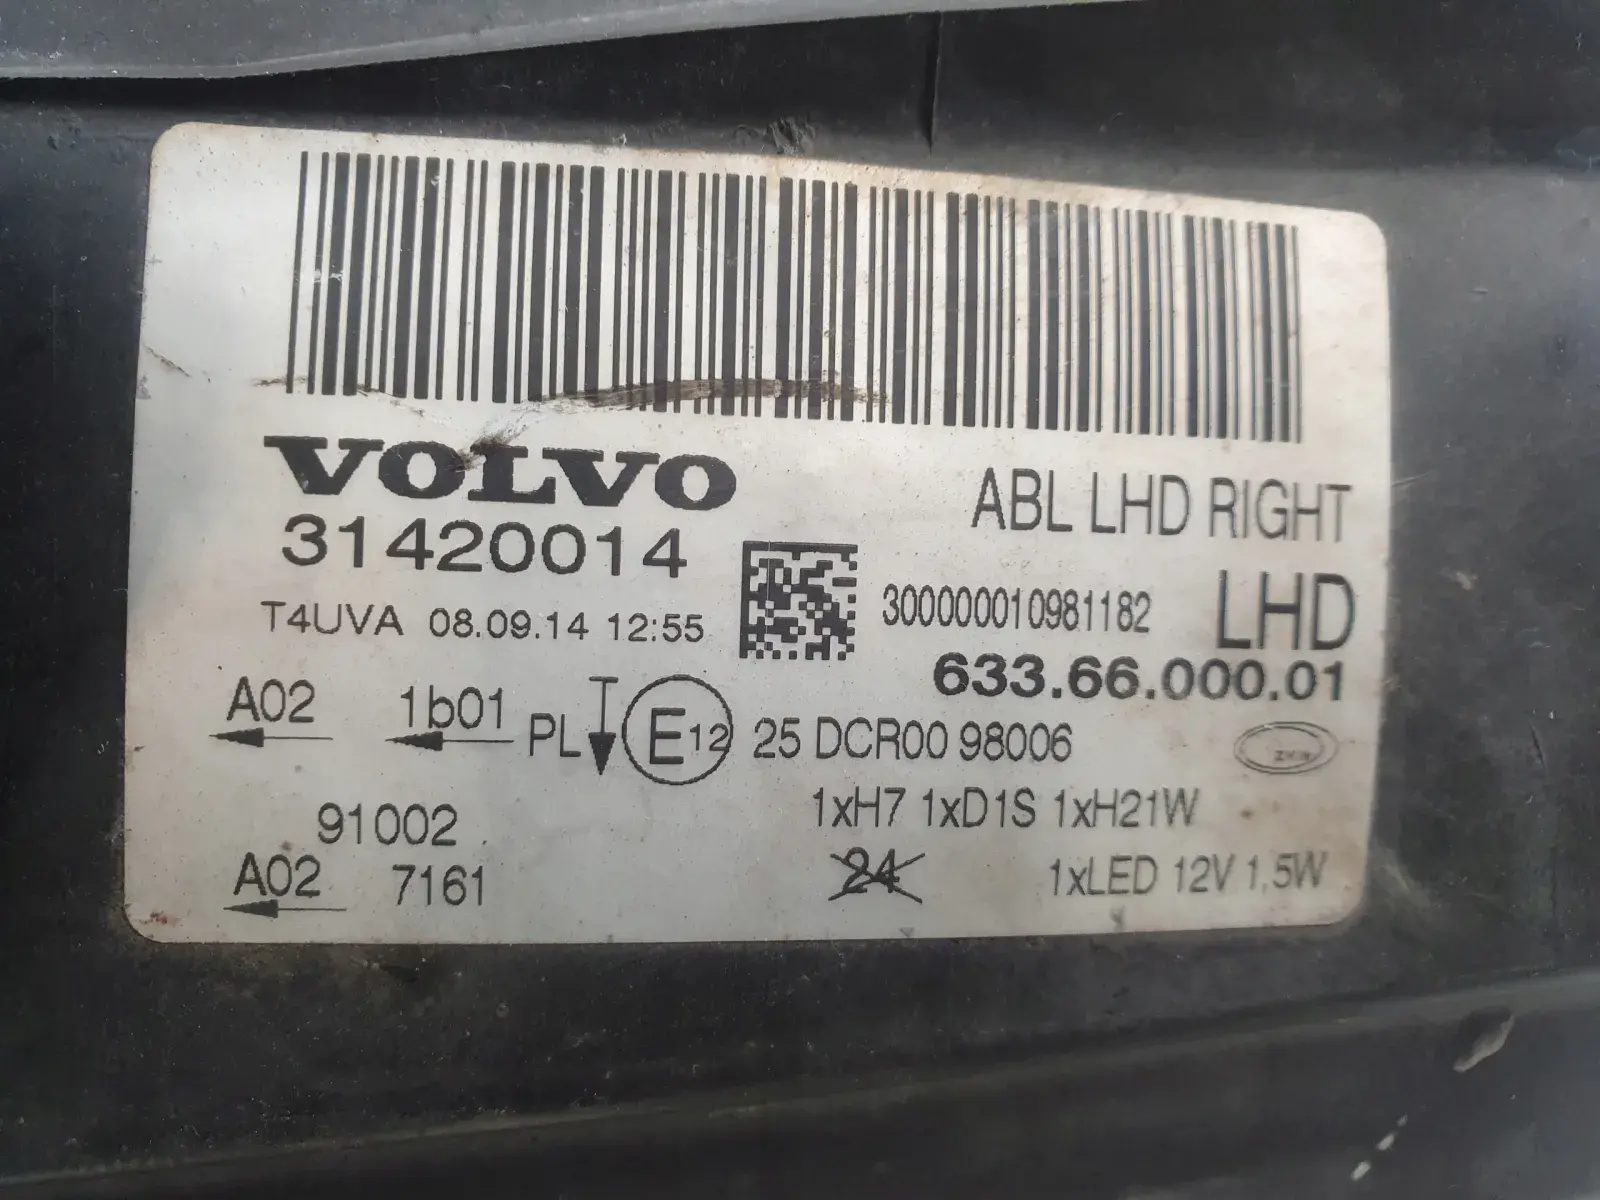 VOLVO
31420014
ABL LHD RIGHT
T4UVA 08.09.14 12:55
300000010981182
LHD
633.66.000.01
A02 1b01 PL E12 25 DCR00 98006
ZKW
91002
1xH7 1xD1S 1xH21W
A02 7161
24
1xLED 12V 1,5W